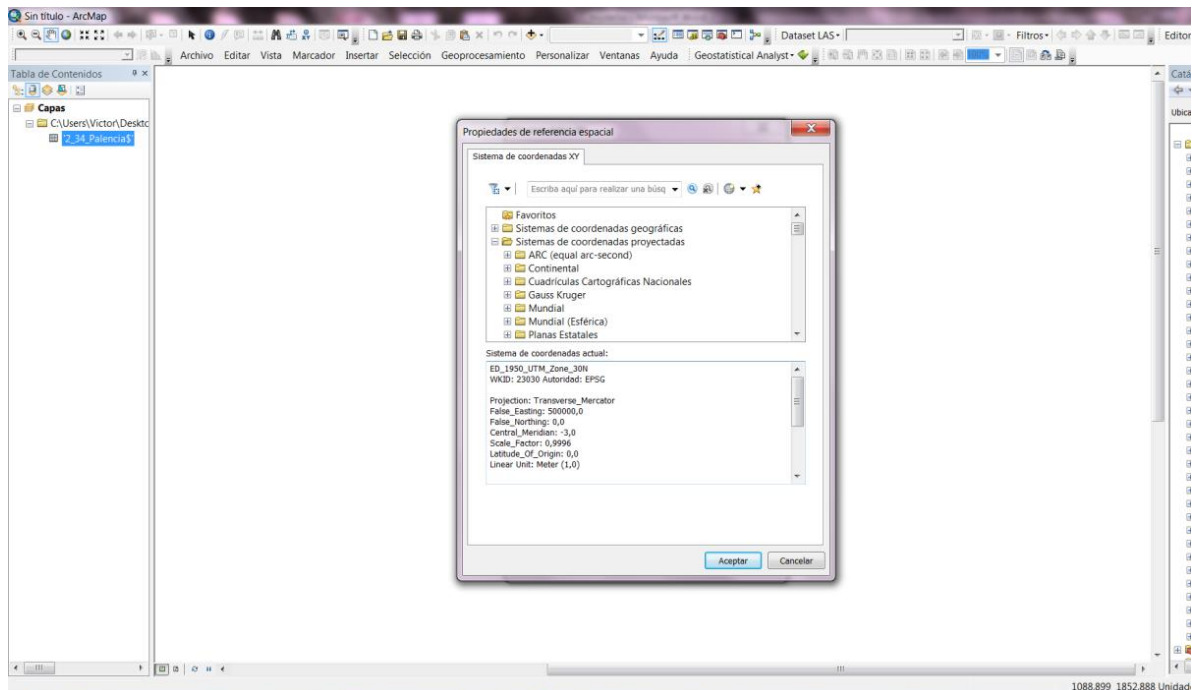 Sin título - ArcMap
Dataset LAS
Filtros
Editor
Archivo Editar Vista Marcador Insertar Selección Geoprocesamiento Personalizar Ventanas Ayuda Geostatistical Analyst
Tabla de Contenidos
Capas
C:\Users\Victor\Deskto
'2_34_Palencia$'
Catá
Ubica
Propiedades de referencia espacial
Sistema de coordenadas XY
Escriba aquí para realizar una búsq
Favoritos
Sistemas de coordenadas geográficas
Sistemas de coordenadas proyectadas
ARC (equal arc-second)
Continental
Cuadrículas Cartográficas Nacionales
Gauss Kruger
Mundial
Mundial (Esférica)
Planas Estatales
Sistema de coordenadas actual:
ED_1950_UTM_Zone_30N
WKID: 23030 Autoridad: EPSG
Projection: Transverse_Mercator
False_Easting: 500000,0
False_Northing: 0,0
Central_Meridian: -3,0
Scale_Factor: 0,9996
Latitude_Of_Origin: 0,0
Linear Unit: Meter (1,0)
Aceptar
Cancelar
1088,899 1852,888 Unidad